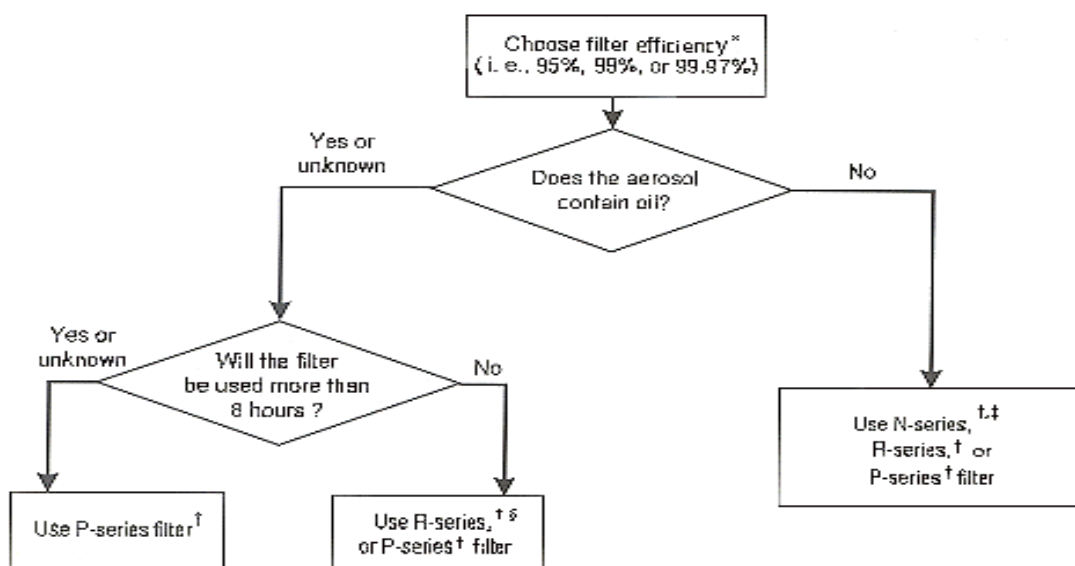 Choose filter efficiency*
(i.e., 95%, 99%, or 99.97%)
Yes or
unknown
No
Does the aerosol
contain oil?
Yes or
unknown
Will the filter
be used more than
8 hours ?
No
Use N-series,†,‡
R-series,† or
P-series† filter
Use P-series filter†
Use R-series,† §
or P-series† filter